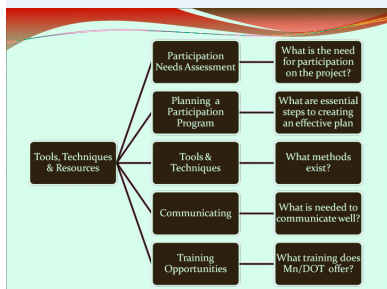 Participation
Needs Assessment
What is the need
for participation
on the project?
Planning a
Participation
Program
What are essential
steps to creating
an effective plan
Tools, Techniques
& Resources
Tools &
Techniques
What methods
exist?
Communicating
What is needed to
communicate well?
Training
Opportunities
What training does
Mn/DOT offer?